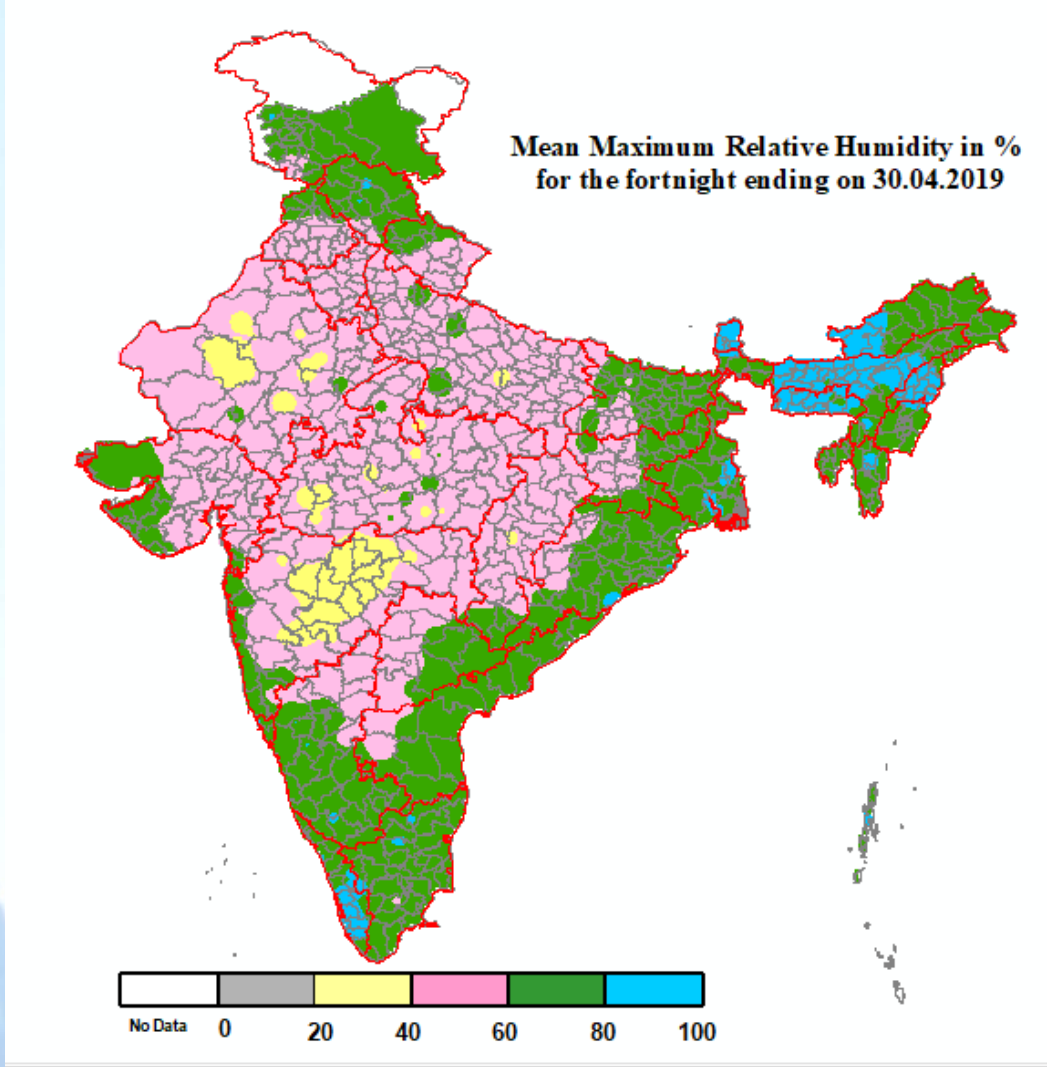 Mean Maximum Relative Humidity in %
for the fortnight ending on 30.04.2019
No Data 0 20 40 60 80 100